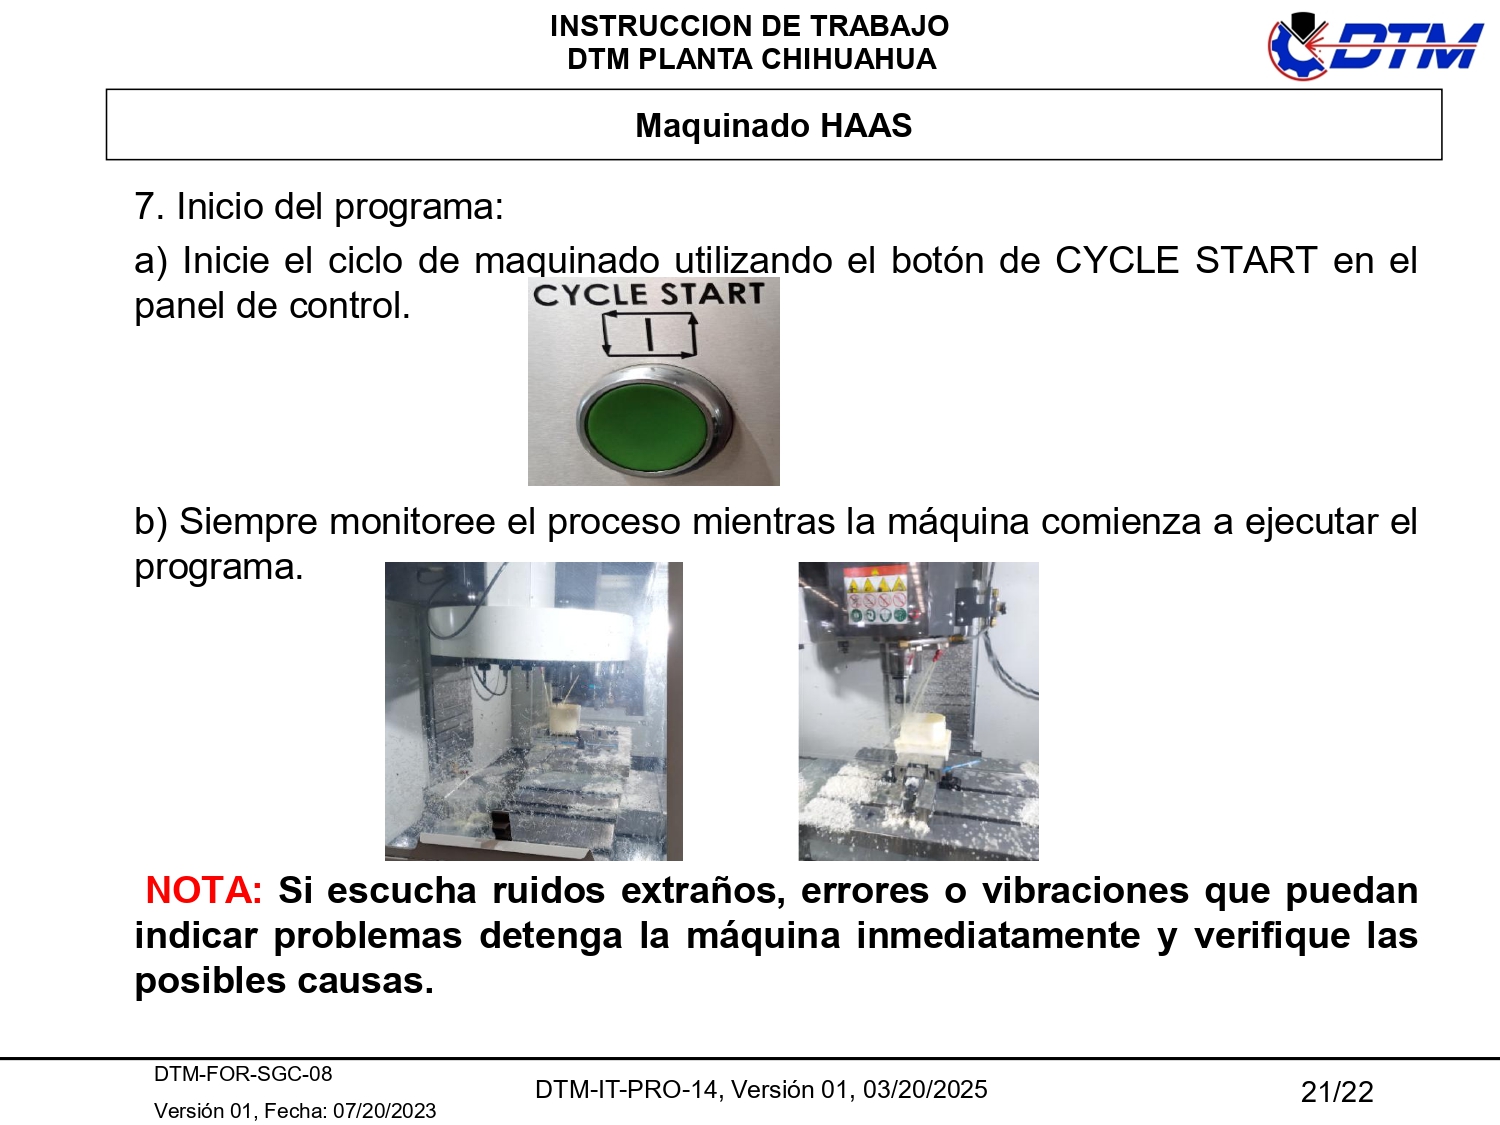 INSTRUCCION DE TRABAJO
DTM PLANTA CHIHUAHUA
DTM
Maquinado HAAS
7. Inicio del programa:
a) Inicie el ciclo de maquinado utilizando el botón de CYCLE START en el
panel de control.
CYCLE START
b) Siempre monitoree el proceso mientras la máquina comienza a ejecutar el
programa.
NOTA: Si escucha ruidos extraños, errores o vibraciones que puedan
indicar problemas detenga la máquina inmediatamente y verifique las
posibles causas.
DTM-FOR-SGC-08
Versión 01, Fecha: 07/20/2023
DTM-IT-PRO-14, Versión 01, 03/20/2025
21/22